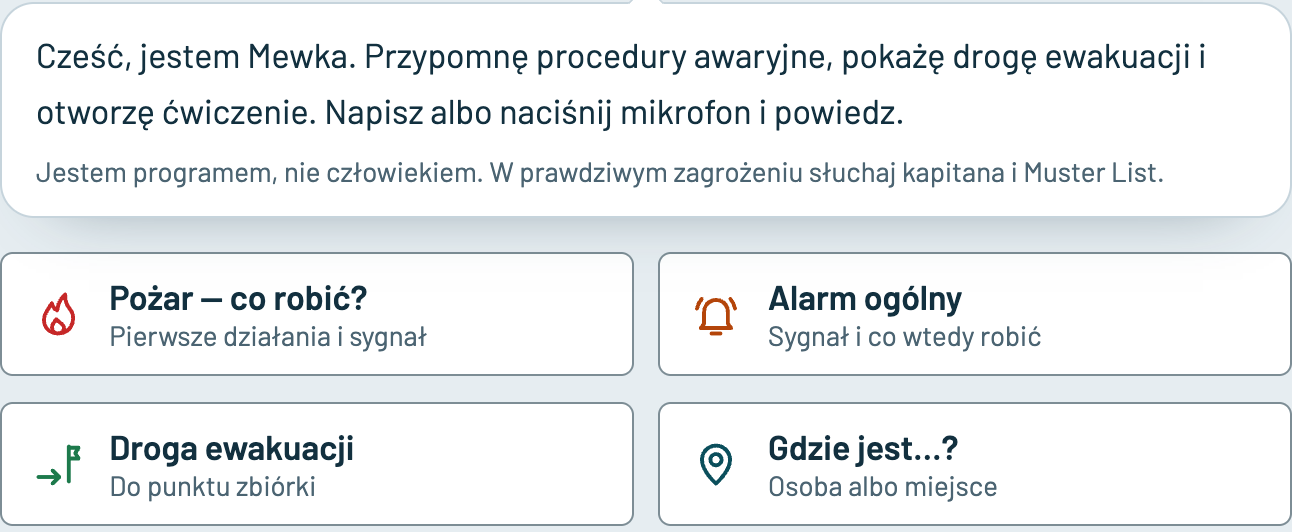 Cześć, jestem Mewka. Przypomnę procedury awaryjne, pokażę drogę ewakuacji i
otworzę ćwiczenie. Napisz albo naciśnij mikrofon i powiedz.
Jestem programem, nie człowiekiem. W prawdziwym zagrożeniu słuchaj kapitana i Muster List.
Pożar — co robić?
Pierwsze działania i sygnał
Alarm ogólny
Sygnał i co wtedy robić
Droga ewakuacji
Do punktu zbiórki
Gdzie jest...?
Osoba albo miejsce